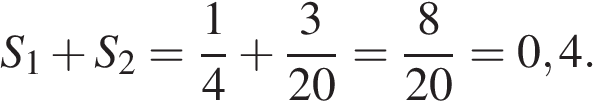 S₁ + S₂ = 1/4 + 3/20 = 8/20 = 0,4.